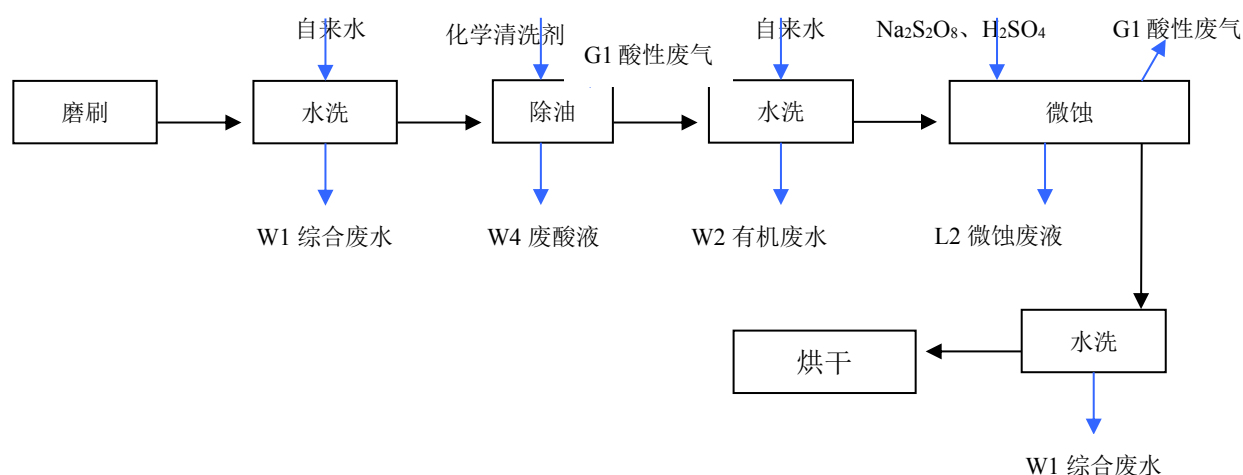 自来水
化学清洗剂
G1 酸性废气
自来水
Na₂S₂O₈、H₂SO₄
G1 酸性废气
磨刷
水洗
除油
水洗
微蚀
W1 综合废水
W4 废酸液
W2 有机废水
L2 微蚀废液
烘干
水洗
W1 综合废水